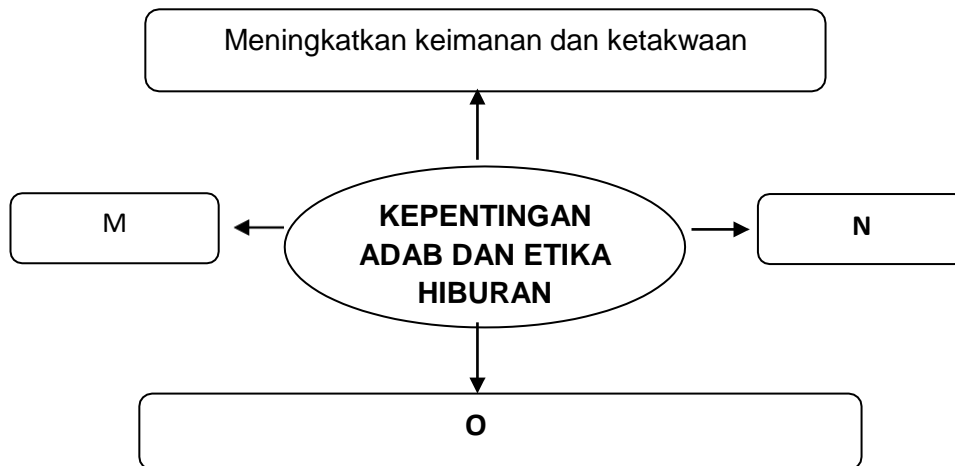 Meningkatkan keimanan dan ketakwaan
M
KEPENTINGAN
ADAB DAN ETIKA
HIBURAN
N
O